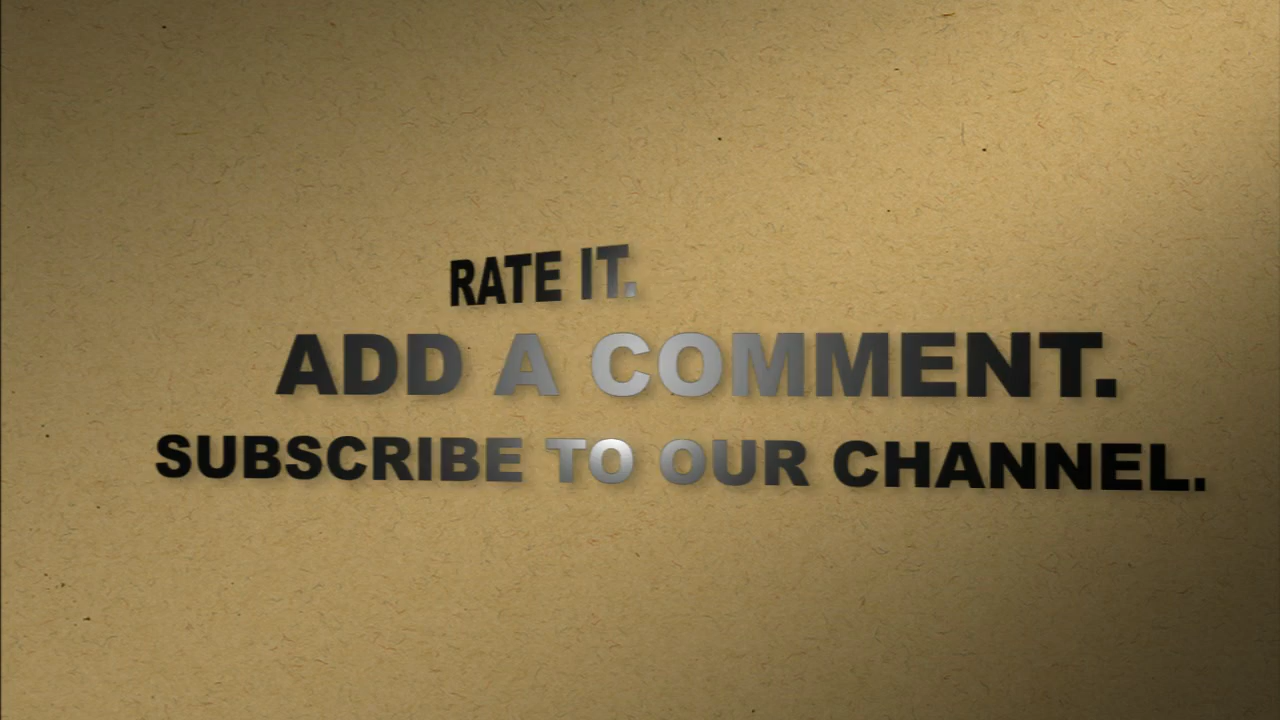 RATE IT.
ADD A COMMENT.
SUBSCRIBE TO OUR CHANNEL.